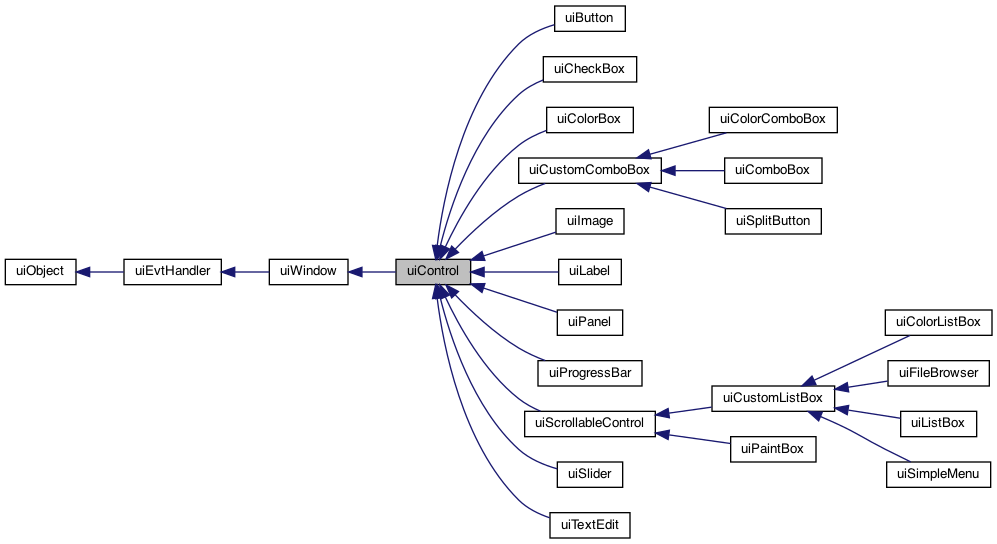 uiButton
uiCheckBox
uiColorBox
uiColorComboBox
uiCustomComboBox
uiComboBox
uiImage
uiSplitButton
uiObject
uiEvtHandler
uiWindow
uiControl
uiLabel
uiPanel
uiColorListBox
uiProgressBar
uiFileBrowser
uiCustomListBox
uiScrollableControl
uiListBox
uiPaintBox
uiSlider
uiSimpleMenu
uiTextEdit